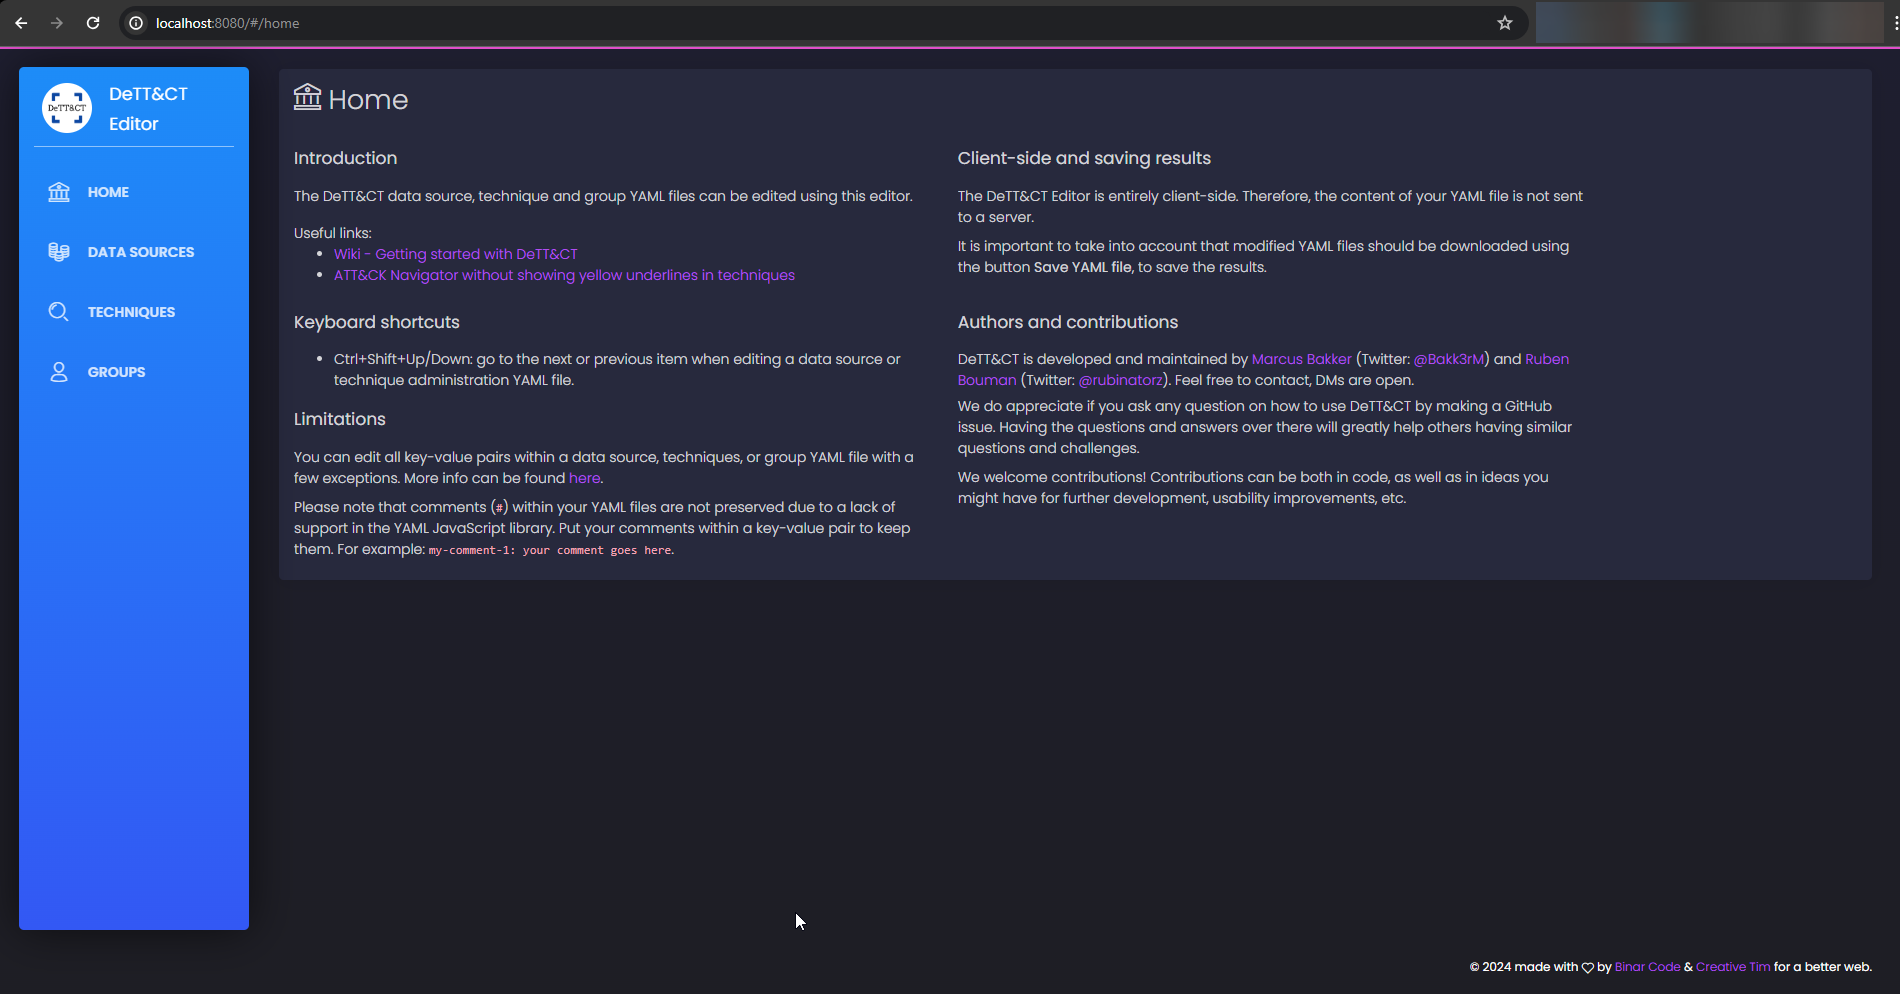 localhost:8080/#/home
DeTT&CT
DeTT&CT
Editor
HOME
DATA SOURCES
TECHNIQUES
GROUPS
Home
Introduction
The DeTT&CT data source, technique and group YAML files can be edited using this editor.
Useful links:
• Wiki - Getting started with DeTT&CT
• ATT&CK Navigator without showing yellow underlines in techniques
Keyboard shortcuts
• Ctrl+Shift+Up/Down: go to the next or previous item when editing a data source or
technique administration YAML file.
Limitations
You can edit all key-value pairs within a data source, techniques, or group YAML file with a
few exceptions. More info can be found here.
Please note that comments (#) within your YAML files are not preserved due to a lack of
support in the YAML JavaScript library. Put your comments within a key-value pair to keep
them. For example: my-comment-1: your comment goes here.
Client-side and saving results
The DeTT&CT Editor is entirely client-side. Therefore, the content of your YAML file is not sent
to a server.
It is important to take into account that modified YAML files should be downloaded using
the button Save YAML file, to save the results.
Authors and contributions
DeTT&CT is developed and maintained by Marcus Bakker (Twitter: @Bakk3rM) and Ruben
Bouman (Twitter: @rubinatorz). Feel free to contact, DMs are open.
We do appreciate if you ask any question on how to use DeTT&CT by making a GitHub
issue. Having the questions and answers over there will greatly help others having similar
questions and challenges.
We welcome contributions! Contributions can be both in code, as well as in ideas you
might have for further development, usability improvements, etc.
© 2024 made with ♡ by Binar Code & Creative Tim for a better web.